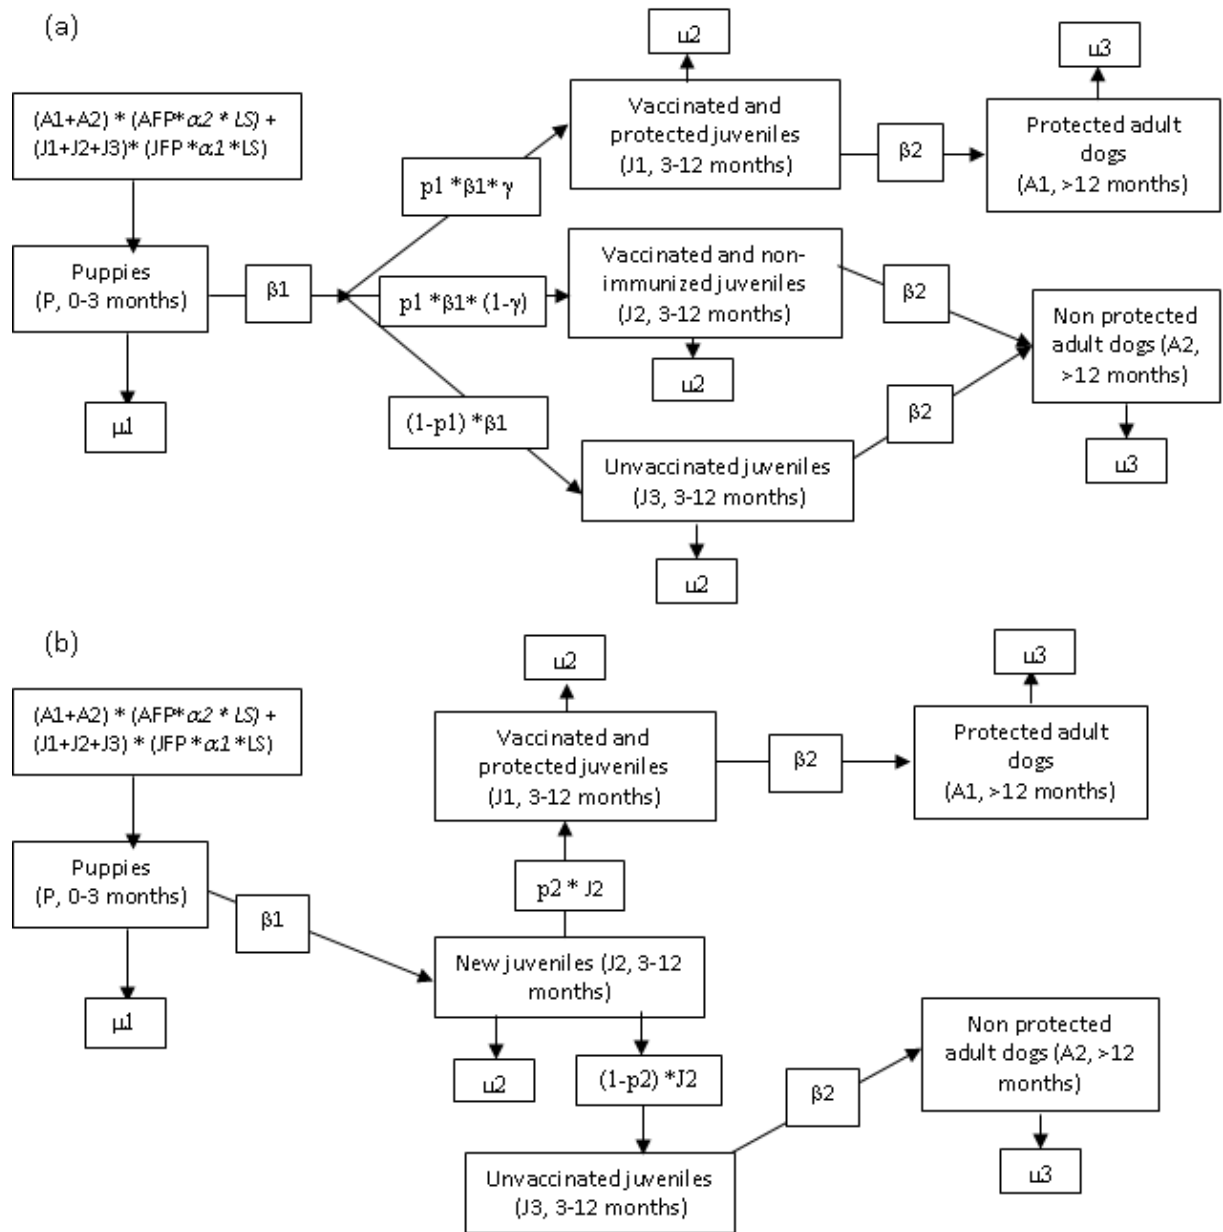 (a)
u2
u3
(A1+A2) * (AFP*α2 * LS) +
(J1+J2+J3)* (JFP *α1 *LS)
Vaccinated and
protected juveniles
(J1, 3-12 months)
β2
Protected adult
dogs
(A1, >12 months)
p1 *β1* γ
Puppies
(P, 0-3 months)
β1
p1 *β1* (1-γ)
Vaccinated and non-
immunized juveniles
(J2, 3-12 months)
β2
Non protected
adult dogs (A2,
>12 months)
u2
μ1
(1-p1) *β1
β2
Unvaccinated juveniles
(J3, 3-12 months)
u3
u2
(b)
u2
u3
(A1+A2) * (AFP*α2 * LS) +
(J1+J2+J3) * (JFP *α1 *LS)
Vaccinated and
protected juveniles
(J1, 3-12 months)
β2
Protected adult
dogs
(A1, >12 months)
Puppies
(P, 0-3 months)
β1
p2 * J2
New juveniles (J2, 3-12
months)
μ1
u2
(1-p2) *J2
β2
Non protected
adult dogs (A2, >12
months)
Unvaccinated juveniles
(J3, 3-12 months)
u3